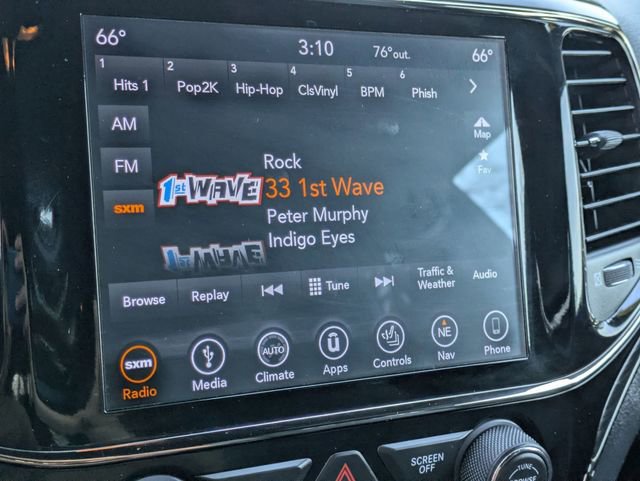 66° 3:10 76° out. 66°
1 Hits 1 2 Pop2K 3 Hip-Hop 4 ClsVinyl 5 BPM 6 Phish
AM
Map
FM
Fav
sxm
Rock
1st WAVE 33 1st Wave
Peter Murphy
Indigo Eyes
Browse Replay Tune Traffic & Weather Audio
sxm AUTO NE
Radio Media Climate Apps Controls Nav Phone
SCREEN OFF
TUNE
BROWSE